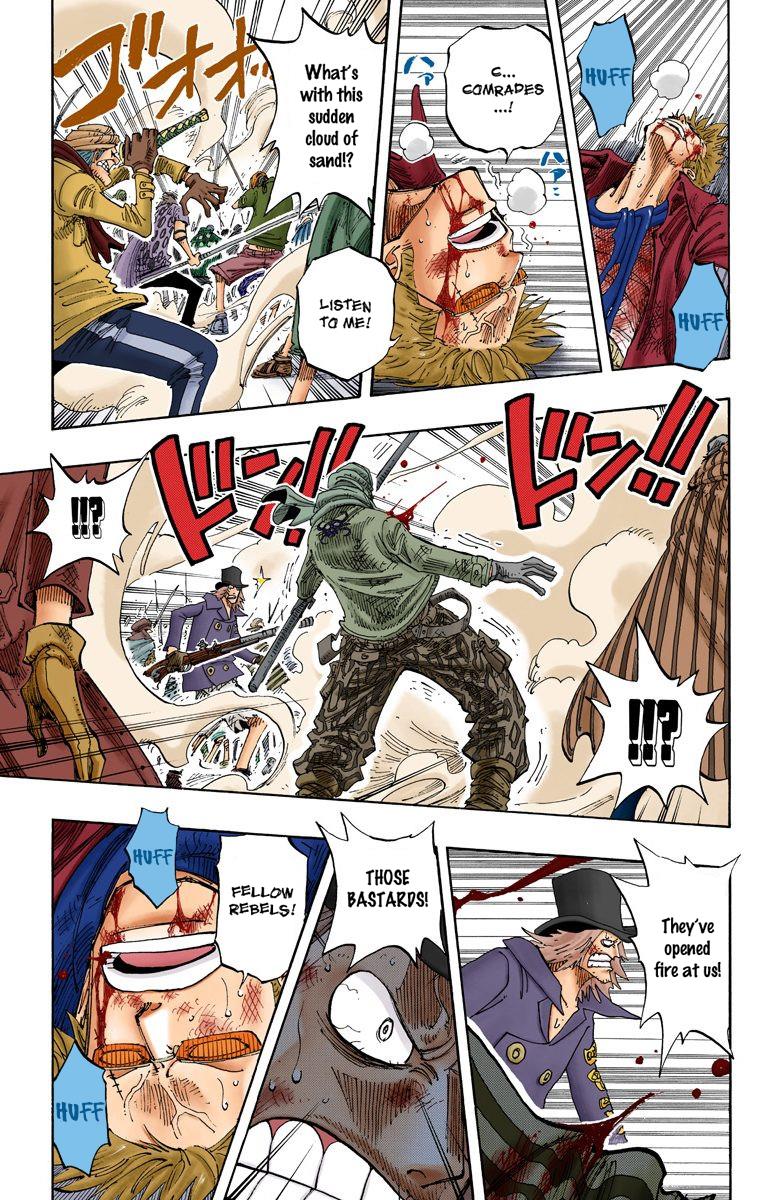 HUFF
HUFF
C...
COMRADES
...!
ハァ
ハァ…
What's
with this
sudden
cloud of
sand!?
LISTEN
TO ME!
ゴオオオ
ドン!!
ドン!!
!!?
!!?
They've
opened
fire at us!
THOSE
BASTARDS!
HUFF
FELLOW
REBELS!
HUFF